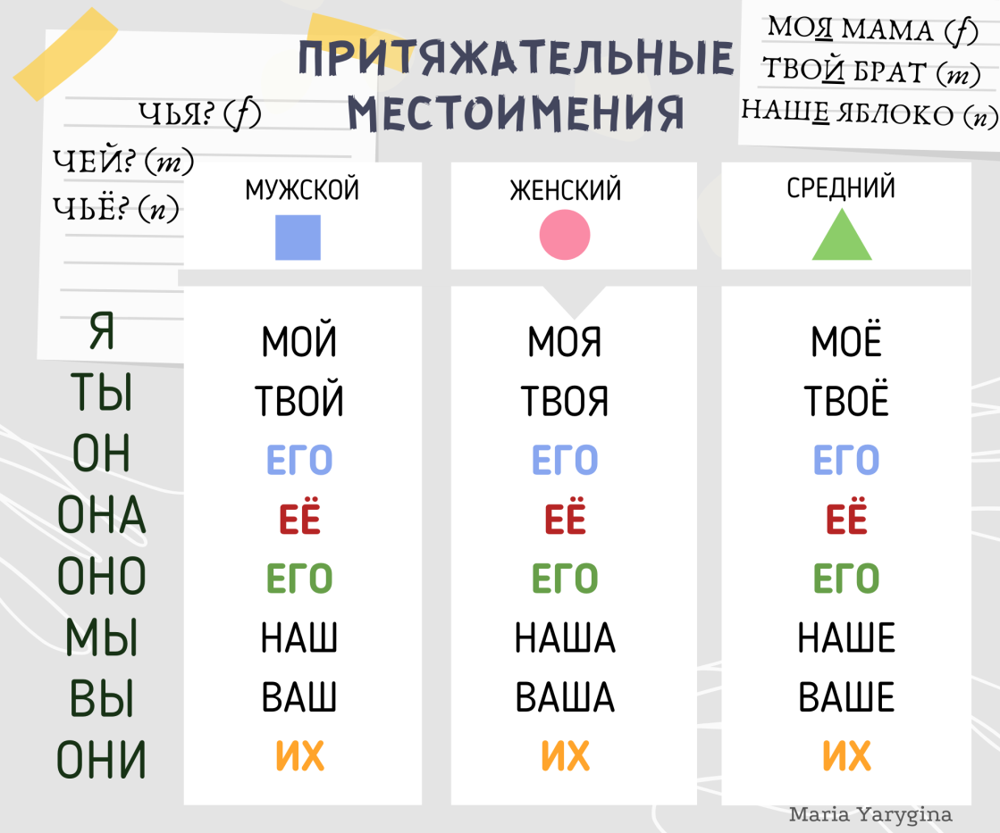 ПРИТЯЖАТЕЛЬНЫЕ
МЕСТОИМЕНИЯ
МОЯ МАМА (f)
ТВОЙ БРАТ (m)
НАШЕ ЯБЛОКО (n)
ЧЬЯ? (f)
ЧЕЙ? (m)
ЧЬЁ? (n)
МУЖСКОЙ ЖЕНСКИЙ СРЕДНИЙ
Я МОЙ МОЯ МОЁ
ТЫ ТВОЙ ТВОЯ ТВОЁ
ОН ЕГО ЕГО ЕГО
ОНА ЕЁ ЕЁ ЕЁ
ОНО ЕГО ЕГО ЕГО
МЫ НАШ НАША НАШЕ
ВЫ ВАШ ВАША ВАШЕ
ОНИ ИХ ИХ ИХ
Maria Yarygina